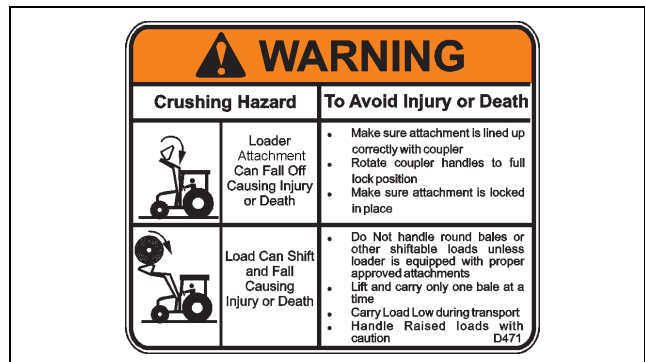 WARNING
Crushing Hazard
To Avoid Injury or Death
Loader
Attachment
Can Fall Off
Causing Injury
or Death
• Make sure attachment is lined up
correctly with coupler
• Rotate coupler handles to full
lock position
• Make sure attachment is locked
in place
Load Can Shift
and Fall
Causing
Injury or Death
• Do Not handle round bales or
other shiftable loads unless
loader is equipped with proper
approved attachments
• Lift and carry only one bale at a
time
• Carry Load Low during transport
• Handle Raised loads with
caution D471